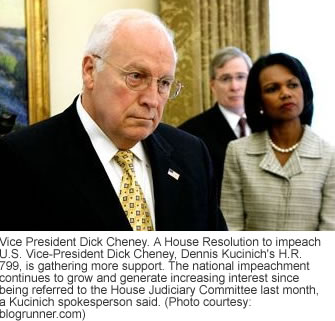 Vice President Dick Cheney. A House Resolution to impeach
U.S. Vice-President Dick Cheney, Dennis Kucinich's H.R.
799, is gathering more support. The national impeachment
continues to grow and generate increasing interest since
being referred to the House Judiciary Committee last month,
a Kucinich spokesperson said. (Photo courtesy:
blogrunner.com)